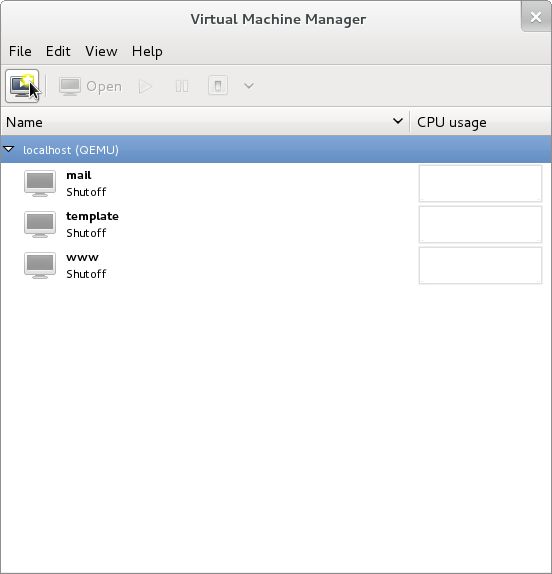 Virtual Machine Manager
File Edit View Help
Open
Name CPU usage
localhost (QEMU)
mail
Shutoff
template
Shutoff
www
Shutoff